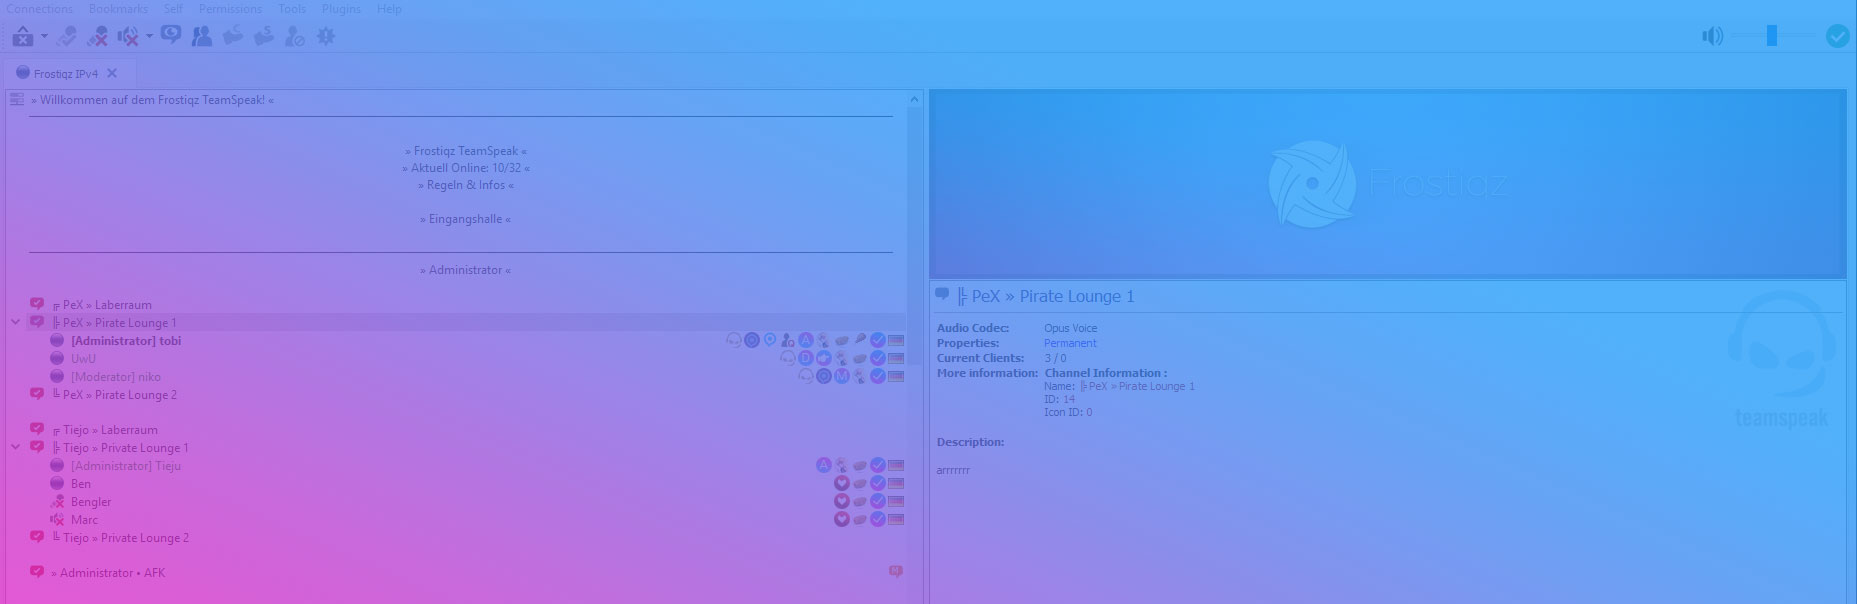 Connections Bookmarks Self Permissions Tools Plugins Help
Frostiqz IPv4
» Willkommen auf dem Frostiqz TeamSpeak! «
» Frostiqz TeamSpeak «
» Aktuell Online: 10/32 «
» Regeln & Infos «
» Eingangshalle «
» Administrator «
╔ PeX » Laberraum
╠ PeX » Pirate Lounge 1
[Administrator] tobi
UwU
[Moderator] niko
╚ PeX » Pirate Lounge 2
╔ Tiejo » Laberraum
╠ Tiejo » Private Lounge 1
[Administrator] Tieju
Ben
Bengler
Marc
╚ Tiejo » Private Lounge 2
» Administrator • AFK
Frostiqz
╠ PeX » Pirate Lounge 1
Audio Codec: Opus Voice
Properties: Permanent
Current Clients: 3 / 0
More information: Channel Information :
Name: ╠ PeX » Pirate Lounge 1
ID: 14
Icon ID: 0
Description:
arrrrrrr
teamspeak